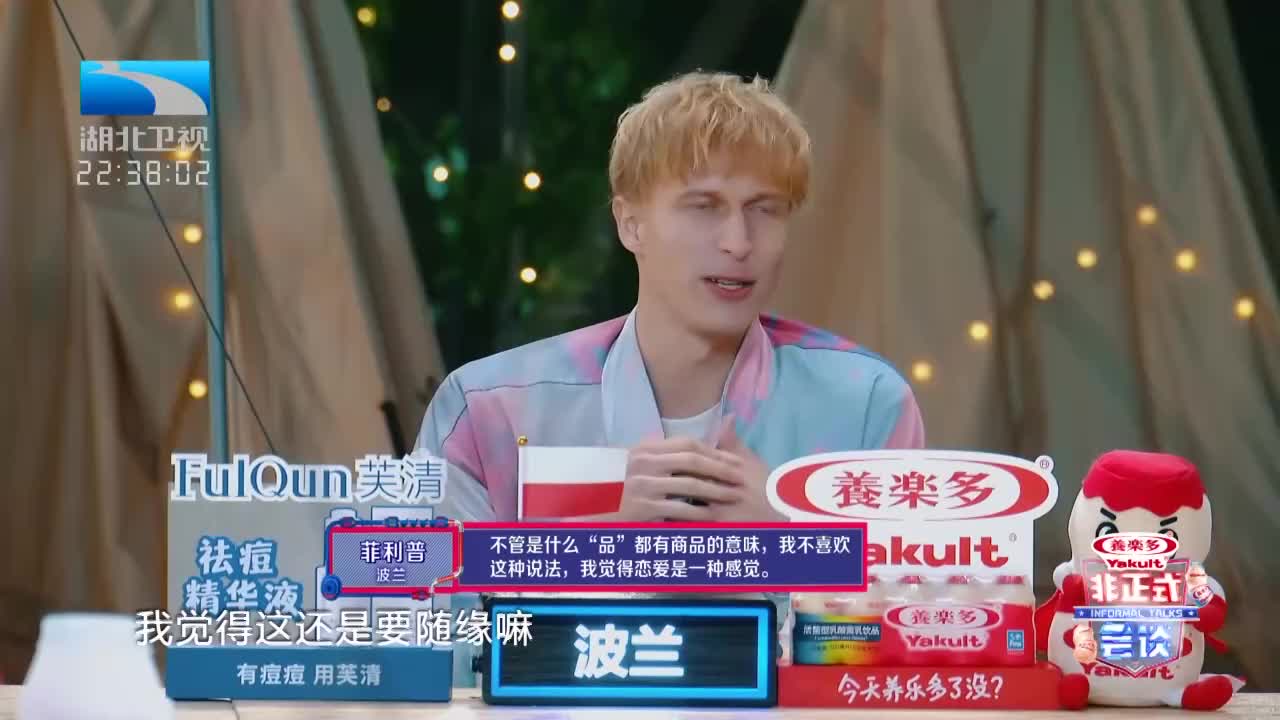 湖北卫视
22:38:02
FulQun芙清
祛痘
精华液
有痘痘 用芙清
菲利普
波兰
不管是什么“品”都有商品的意味，我不喜欢
这种说法，我觉得恋爱是一种感觉。
我觉得这还是要随缘嘛
波兰
養楽多
Yakult
養楽多
Yakult
今天养乐多了没？
養楽多
Yakult
非正式
INFORMAL TALKS
会谈
Yakult